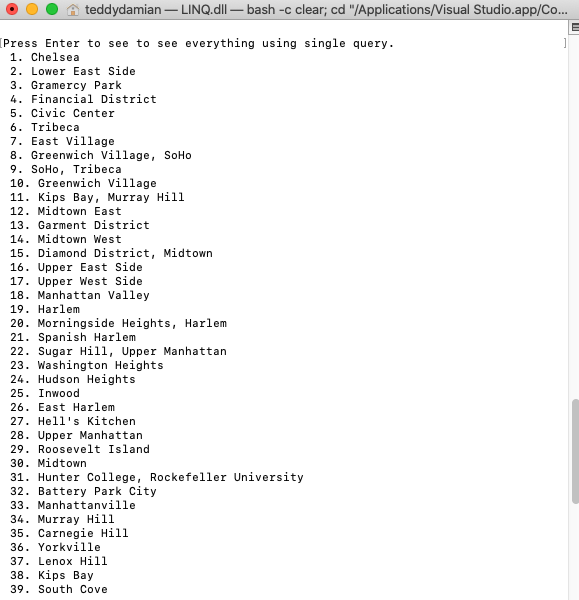 teddydamian — LINQ.dll — bash -c clear; cd "/Applications/Visual Studio.app/Co...
[Press Enter to see to see everything using single query. ]
1. Chelsea
2. Lower East Side
3. Gramercy Park
4. Financial District
5. Civic Center
6. Tribeca
7. East Village
8. Greenwich Village, SoHo
9. SoHo, Tribeca
10. Greenwich Village
11. Kips Bay, Murray Hill
12. Midtown East
13. Garment District
14. Midtown West
15. Diamond District, Midtown
16. Upper East Side
17. Upper West Side
18. Manhattan Valley
19. Harlem
20. Morningside Heights, Harlem
21. Spanish Harlem
22. Sugar Hill, Upper Manhattan
23. Washington Heights
24. Hudson Heights
25. Inwood
26. East Harlem
27. Hell's Kitchen
28. Upper Manhattan
29. Roosevelt Island
30. Midtown
31. Hunter College, Rockefeller University
32. Battery Park City
33. Manhattanville
34. Murray Hill
35. Carnegie Hill
36. Yorkville
37. Lenox Hill
38. Kips Bay
39. South Cove